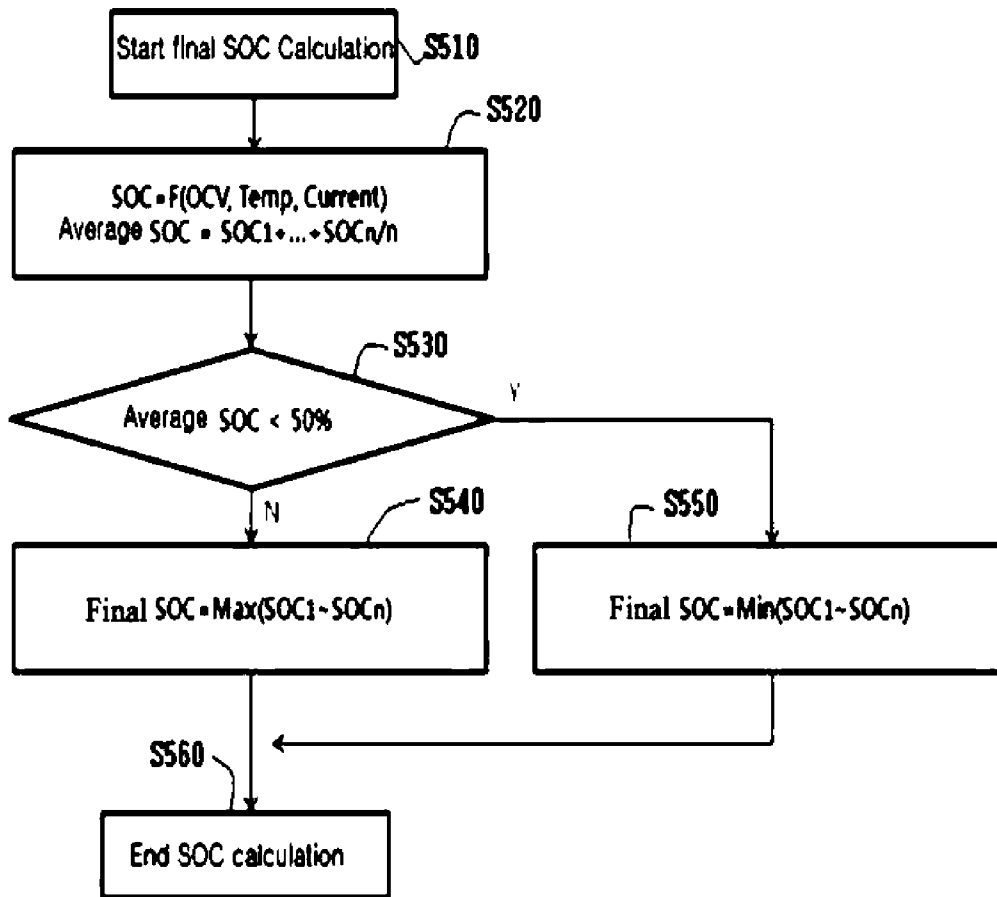 Start final SOC Calculation
S510
S520
SOC=F(OCV, Temp, Current)
Average SOC = SOC1+...+SOCn/n
S530
Average SOC < 50%
Y
N
S540
S550
Final SOC=Max(SOC1~SOCn)
Final SOC=Min(SOC1~SOCn)
S560
End SOC calculation